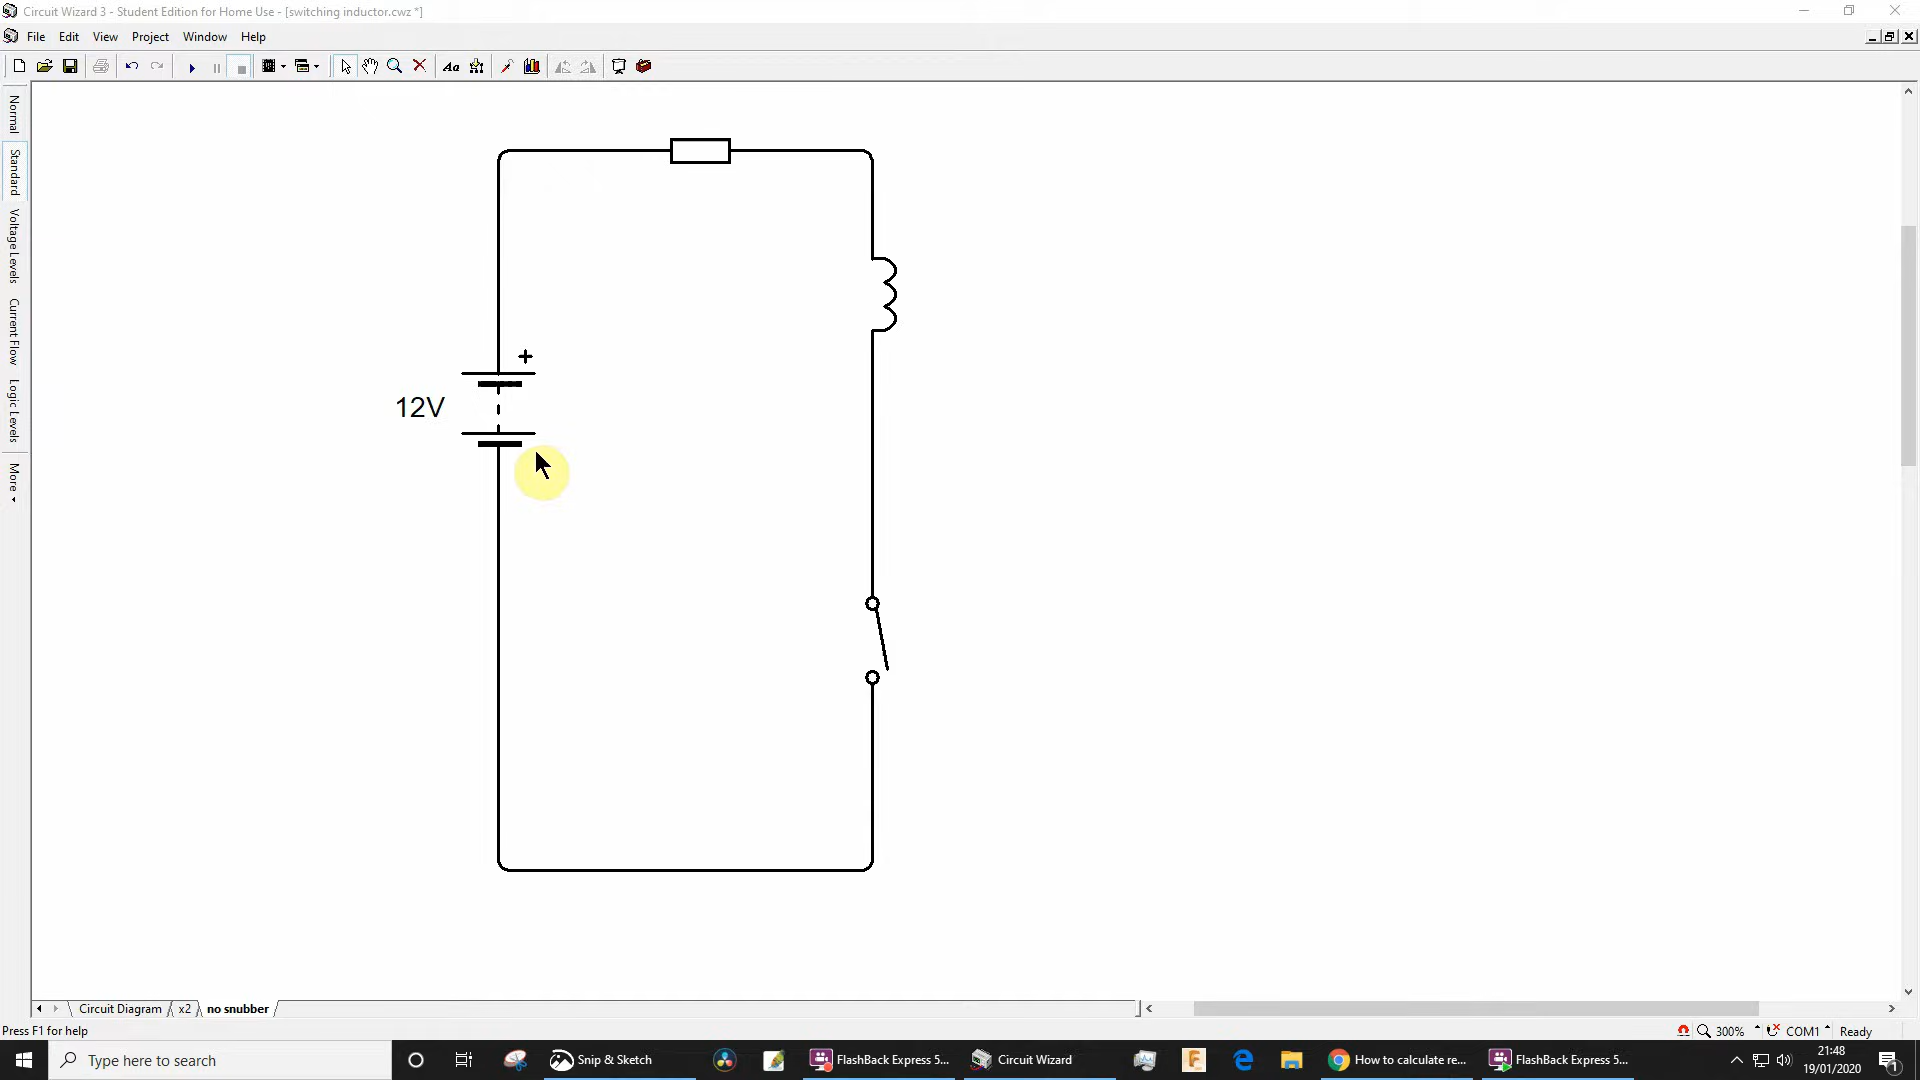 Circuit Wizard 3 - Student Edition for Home Use - [switching inductor.cwz *]
File Edit View Project Window Help
Aa
Normal
Standard
Voltage Levels
Current Flow
Logic Levels
More
+
12V
Circuit Diagram x2 no snubber
Press F1 for help
300% COM1 Ready
Type here to search
Snip & Sketch
FlashBack Express 5...
Circuit Wizard
F
How to calculate re...
FlashBack Express 5...
21:48
19/01/2020
1